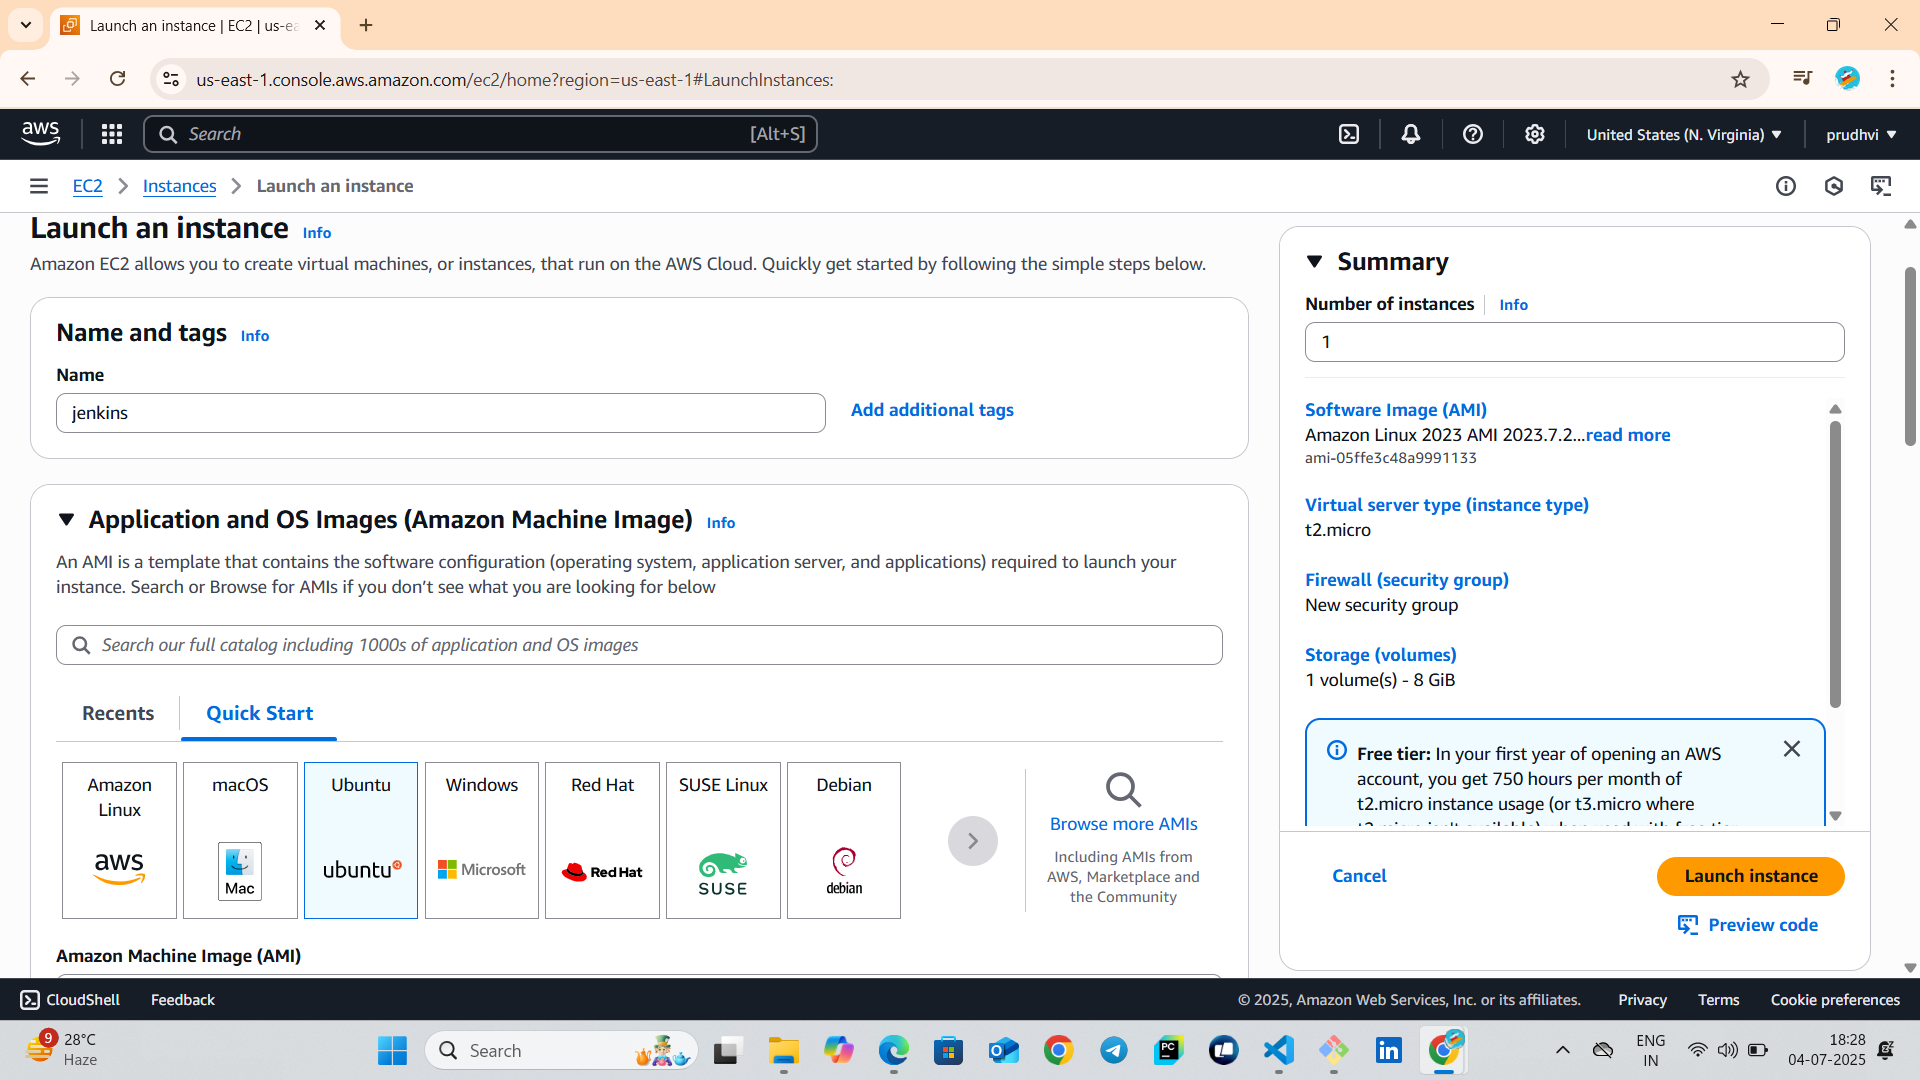 Launch an instance | EC2 | us-ea
us-east-1.console.aws.amazon.com/ec2/home?region=us-east-1#LaunchInstances:
aws
Search
[Alt+S]
United States (N. Virginia)
prudhvi
EC2
Instances
Launch an instance
Launch an instance
Info
Amazon EC2 allows you to create virtual machines, or instances, that run on the AWS Cloud. Quickly get started by following the simple steps below.
Name and tags
Info
Name
jenkins
Add additional tags
Application and OS Images (Amazon Machine Image)
Info
An AMI is a template that contains the software configuration (operating system, application server, and applications) required to launch your
instance. Search or Browse for AMIs if you don’t see what you are looking for below
Search our full catalog including 1000s of application and OS images
Recents
Quick Start
Amazon
Linux
aws
macOS
Mac
Ubuntu
ubuntu
Windows
Microsoft
Red Hat
Red Hat
SUSE Linux
SUSE
Debian
debian
Browse more AMIs
Including AMIs from
AWS, Marketplace and
the Community
Amazon Machine Image (AMI)
Summary
Number of instances
Info
1
Software Image (AMI)
Amazon Linux 2023 AMI 2023.7.2...read more
ami-05ffe3c48a9991133
Virtual server type (instance type)
t2.micro
Firewall (security group)
New security group
Storage (volumes)
1 volume(s) - 8 GiB
Free tier: In your first year of opening an AWS
account, you get 750 hours per month of
t2.micro instance usage (or t3.micro where
Cancel
Launch instance
Preview code
CloudShell
Feedback
© 2025, Amazon Web Services, Inc. or its affiliates.
Privacy
Terms
Cookie preferences
9
28°C
Haze
Search
PC
ENG
IN
18:28
04-07-2025